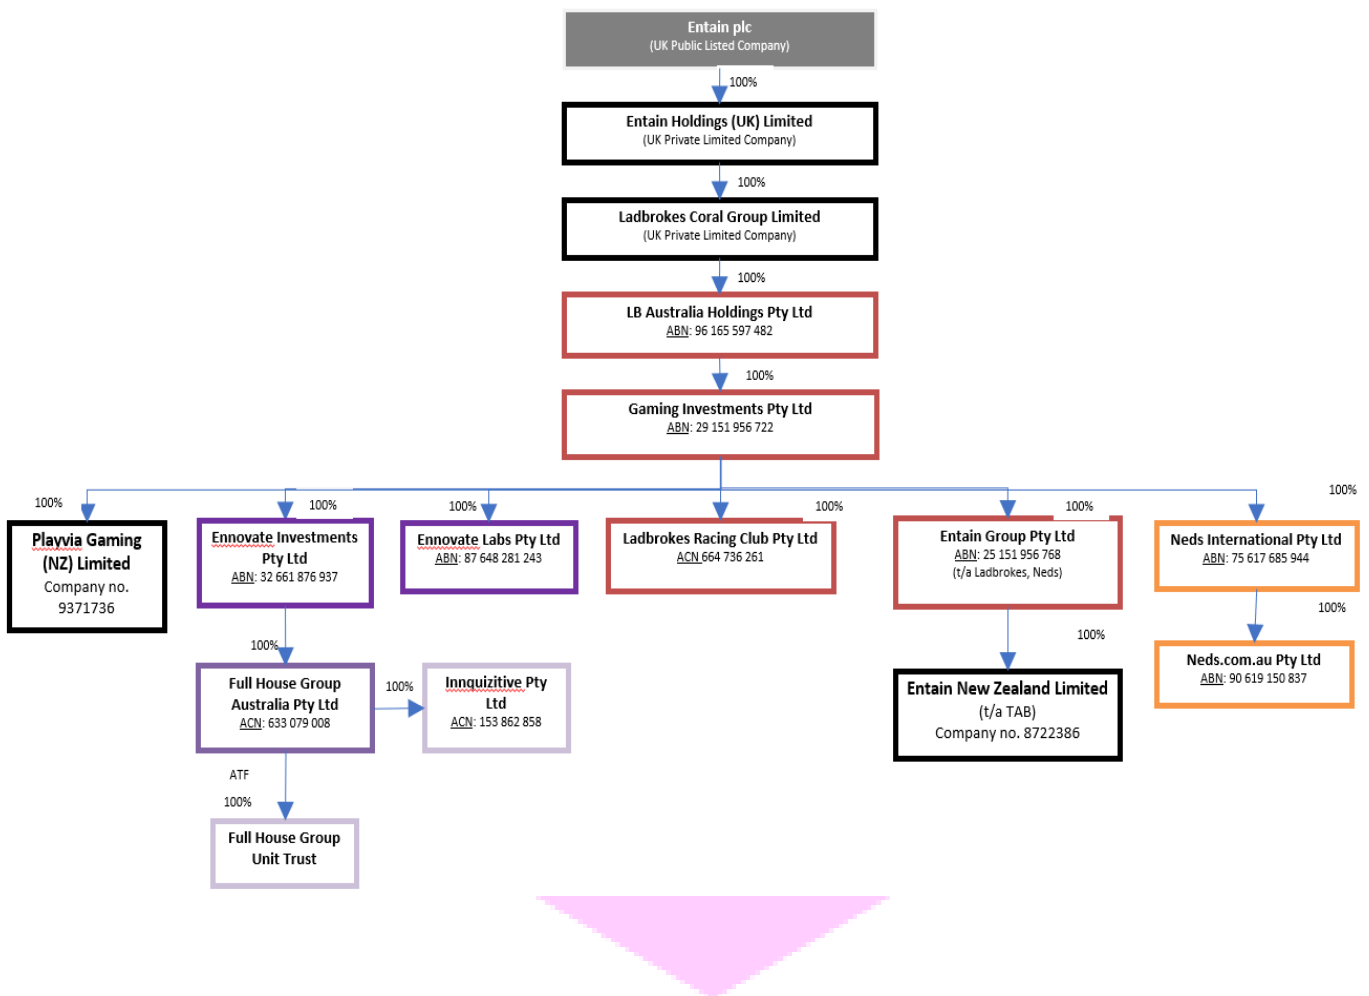 Entain plc
(UK Public Listed Company)
100%
Entain Holdings (UK) Limited
(UK Private Limited Company)
100%
Ladbrokes Coral Group Limited
(UK Private Limited Company)
100%
LB Australia Holdings Pty Ltd
ABN: 96 165 597 482
100%
Gaming Investments Pty Ltd
ABN: 29 151 956 722
100%
Playvia Gaming
(NZ) Limited
Company no.
9371736
100%
Ennovate Investments
Pty Ltd
ABN: 32 661 876 937
100%
Ennovate Labs Pty Ltd
ABN: 87 648 281 243
100%
Ladbrokes Racing Club Pty Ltd
ACN 664 736 261
100%
Entain Group Pty Ltd
ABN: 25 151 956 768
(t/a Ladbrokes, Neds)
100%
Neds International Pty Ltd
ABN: 75 617 685 944
100%
Full House Group
Australia Pty Ltd
ACN: 633 079 008
100%
Innquizitive Pty
Ltd
ACN: 153 862 858
100%
Entain New Zealand Limited
(t/a TAB)
Company no. 8722386
100%
Neds.com.au Pty Ltd
ABN: 90 619 150 837
ATF
100%
Full House Group
Unit Trust